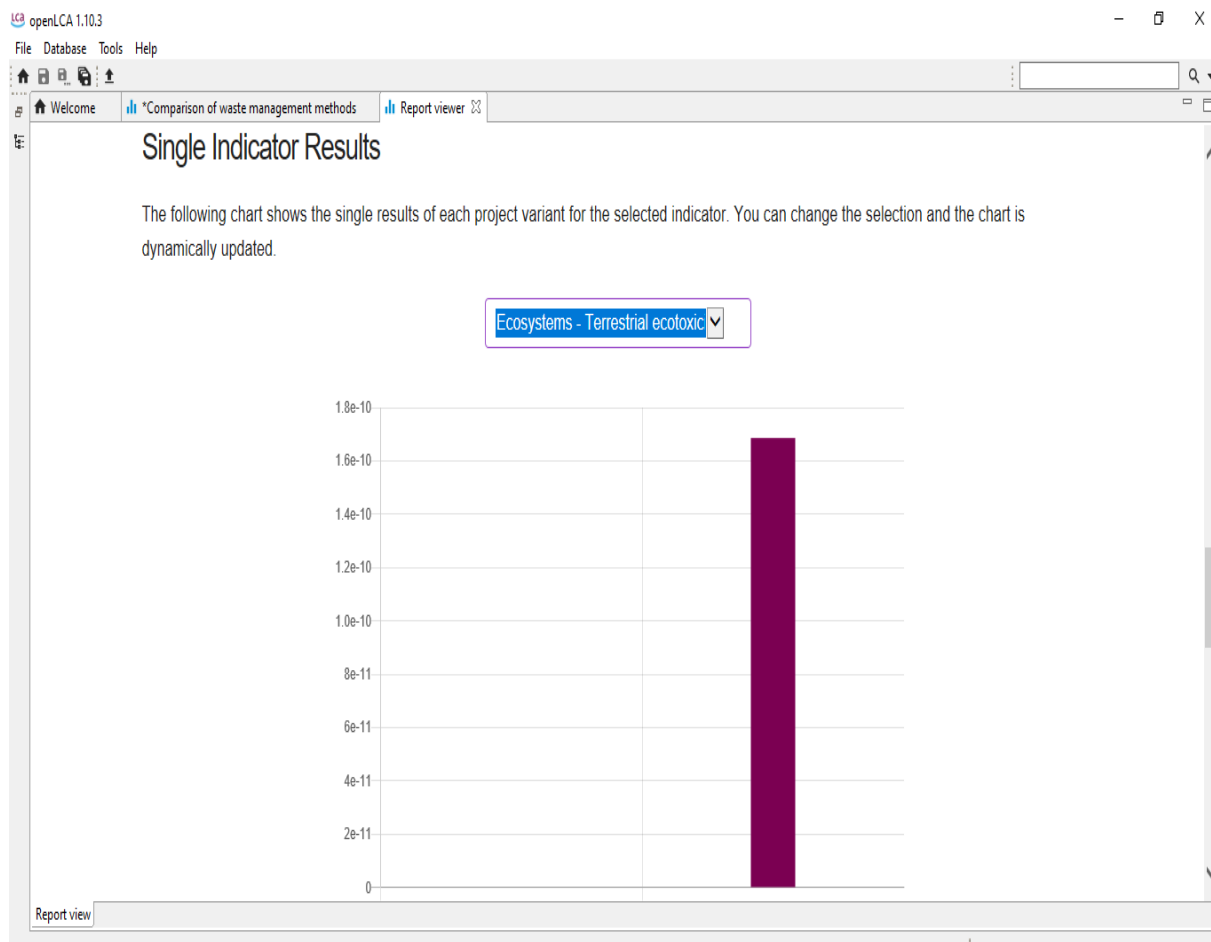 LCA openLCA 1.10.3
File Database Tools Help
Welcome *Comparison of waste management methods Report viewer
Single Indicator Results
The following chart shows the single results of each project variant for the selected indicator. You can change the selection and the chart is
dynamically updated.
Ecosystems - Terrestrial ecotoxic
1.8e-10
1.6e-10
1.4e-10
1.2e-10
1.0e-10
8e-11
6e-11
4e-11
2e-11
0
Report view